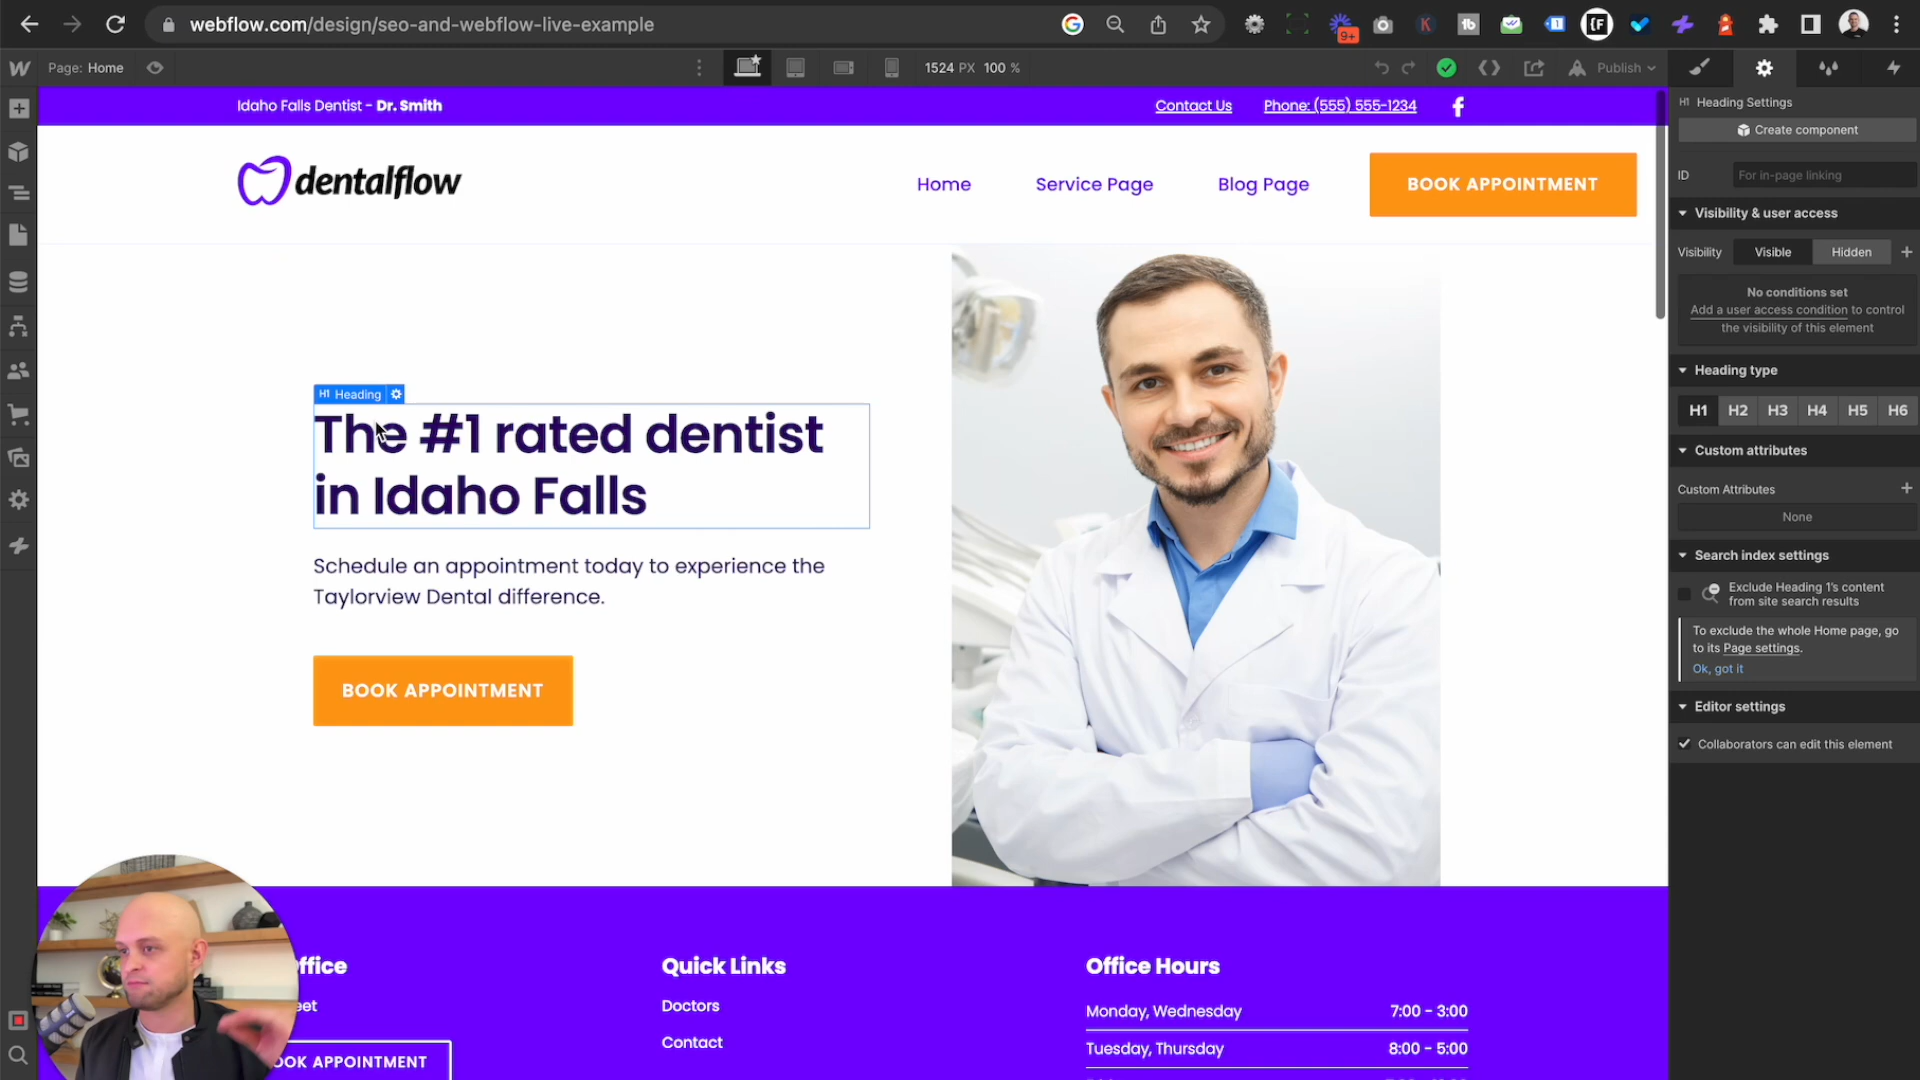 webflow.com/design/seo-and-webflow-live-example
9+
Page: Home
1524 PX 100 %
Publish
Idaho Falls Dentist - Dr. Smith
Contact Us
Phone: (555) 555-1234
dentalflow
Home
Service Page
Blog Page
BOOK APPOINTMENT
H1 Heading
The #1 rated dentist
in Idaho Falls
Schedule an appointment today to experience the
Taylorview Dental difference.
BOOK APPOINTMENT
ffice
eet
OOK APPOINTMENT
Quick Links
Doctors
Contact
Office Hours
Monday, Wednesday 7:00 - 3:00
Tuesday, Thursday 8:00 - 5:00
H1 Heading Settings
Create component
ID For in-page linking
Visibility & user access
Visibility Visible Hidden
No conditions set
Add a user access condition to control
the visibility of this element
Heading type
H1 H2 H3 H4 H5 H6
Custom attributes
Custom Attributes
None
Search index settings
Exclude Heading 1's content
from site search results
To exclude the whole Home page, go
to its Page settings.
Ok, got it
Editor settings
Collaborators can edit this element